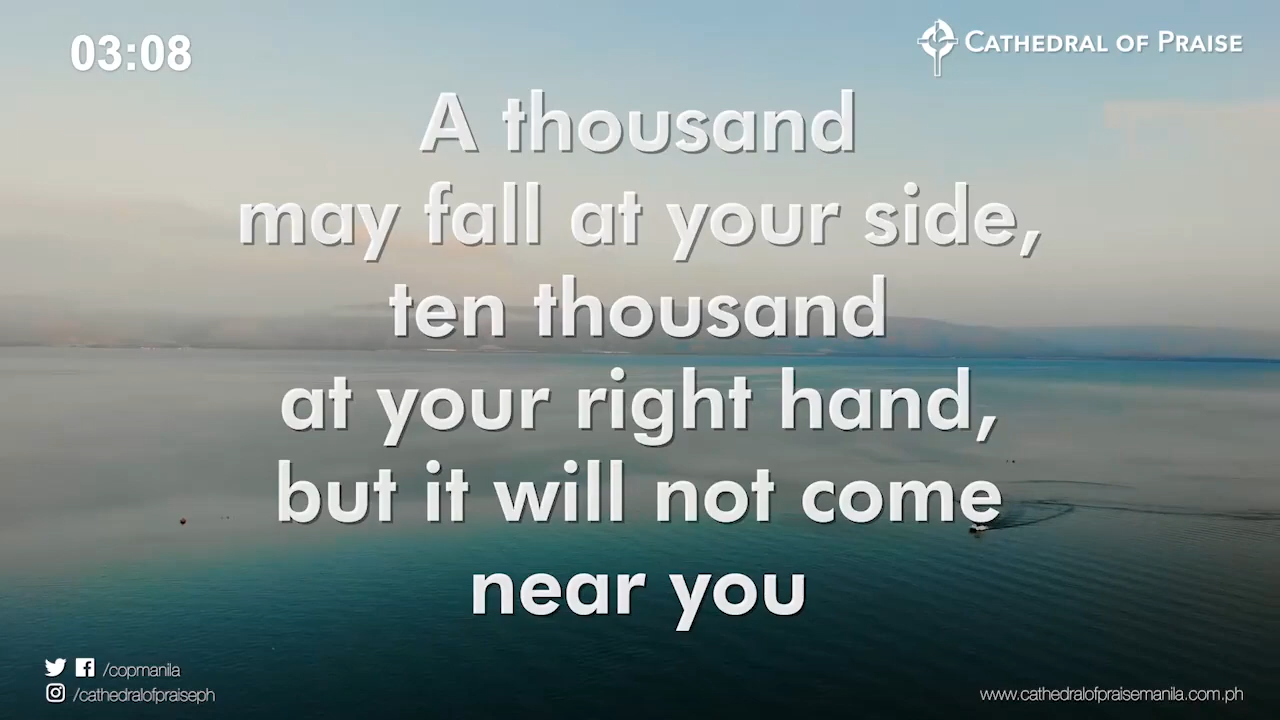 03:08
CATHEDRAL OF PRAISE
A thousand
may fall at your side,
ten thousand
at your right hand,
but it will not come
near you
/copmanila
/cathedralofpraiseph
www.cathedralofpraisemanila.com.ph